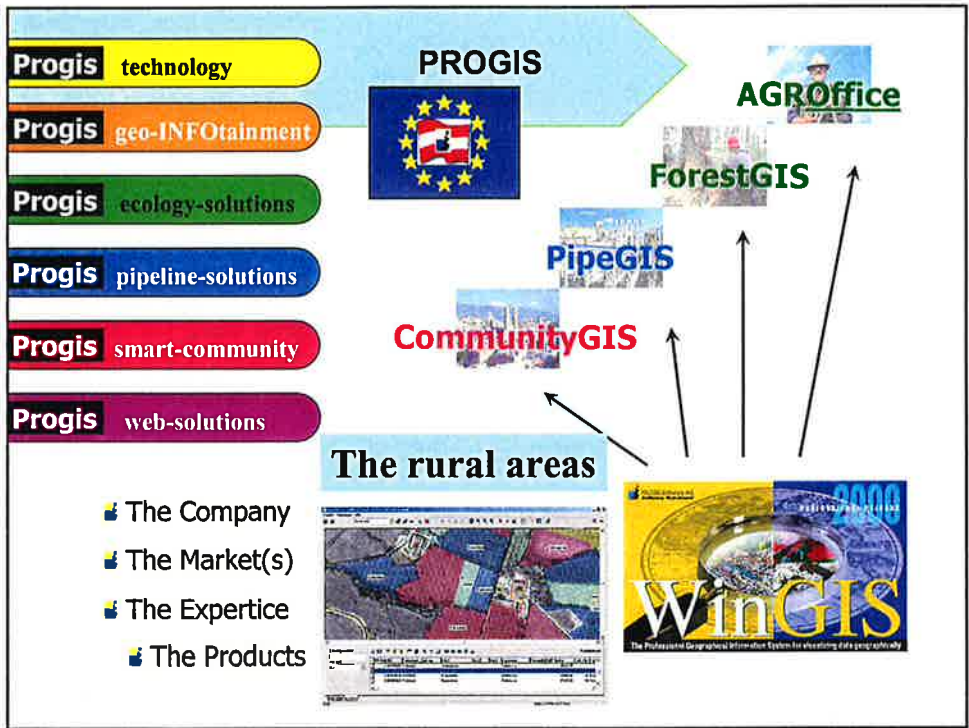 PROGIS
Progis technology
Progis geo-INFOtainment
Progis ecology-solutions
Progis pipeline-solutions
Progis smart-community
Progis web-solutions
AGROffice
ForestGIS
PipeGIS
CommunityGIS
The rural areas
The Company
The Market(s)
The Expertice
The Products
2000
WinGIS
The Professional Geographical Information System for visualizing data geographically